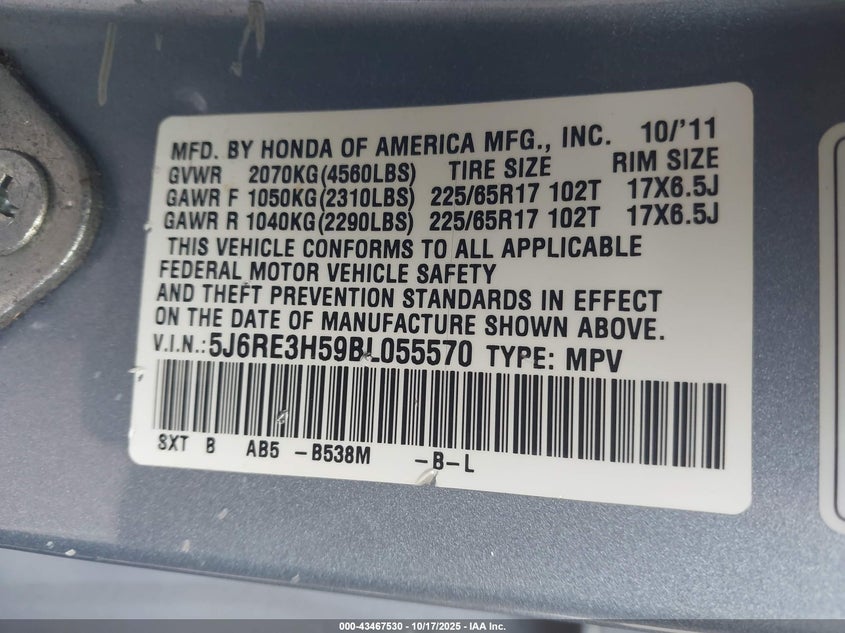 MFD. BY HONDA OF AMERICA MFG., INC. 10/'11
GVWR 2070KG(4560LBS) TIRE SIZE RIM SIZE
GAWR F 1050KG(2310LBS) 225/65R17 102T 17X6.5J
GAWR R 1040KG(2290LBS) 225/65R17 102T 17X6.5J
THIS VEHICLE CONFORMS TO ALL APPLICABLE
FEDERAL MOTOR VEHICLE SAFETY
AND THEFT PREVENTION STANDARDS IN EFFECT
ON THE DATE OF MANUFACTURE SHOWN ABOVE.
V.I.N.: 5J6RE3H59BL055570 TYPE: MPV
SXT B AB5 -B538M -B-L
000-43467530 - 10/17/2025 - IAA Inc.